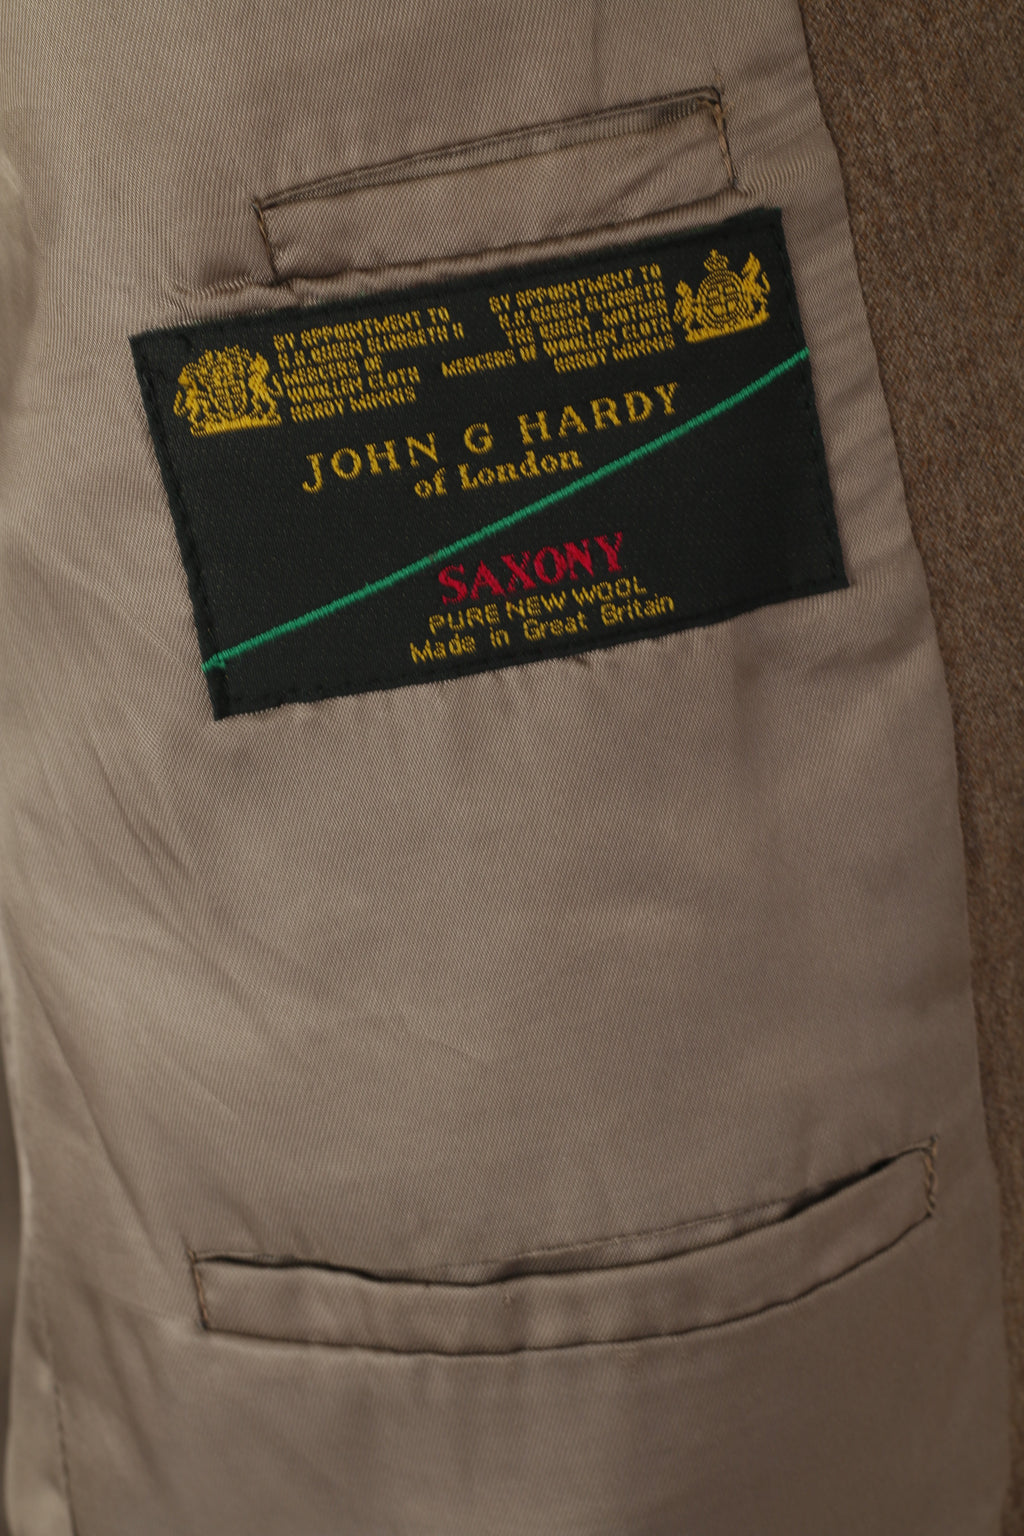 BY APPOINTMENT TO
H.M QUEEN ELIZABETH II
MERCERS OF
WOOLLEN CLOTH
HARDY MINNIS
BY APPOINTMENT TO
H.M QUEEN ELIZABETH
THE QUEEN MOTHER
MERCERS OF WOOLLEN CLOTH
HARDY MINNIS
JOHN G HARDY
of London
SAXONY
PURE NEW WOOL
Made in Great Britain